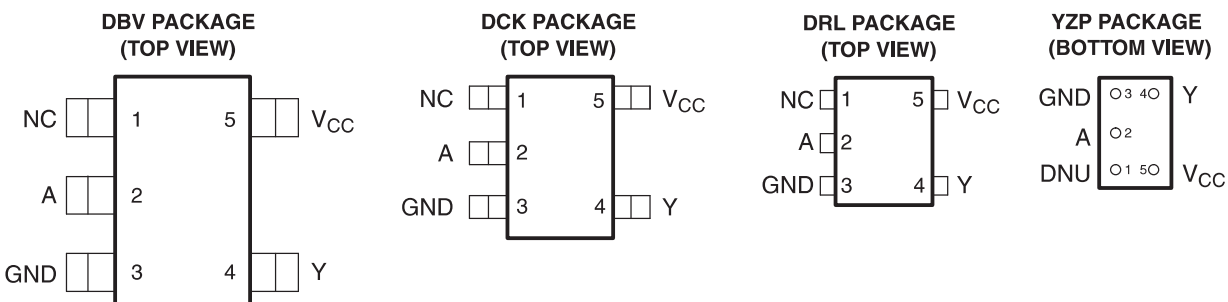 DBV PACKAGE
(TOP VIEW)
NC 1 5 VCC
A 2
GND 3 4 Y
DCK PACKAGE
(TOP VIEW)
NC 1 5 VCC
A 2
GND 3 4 Y
DRL PACKAGE
(TOP VIEW)
NC 1 5 VCC
A 2
GND 3 4 Y
YZP PACKAGE
(BOTTOM VIEW)
GND 3 4 Y
A 2
DNU 1 5 VCC